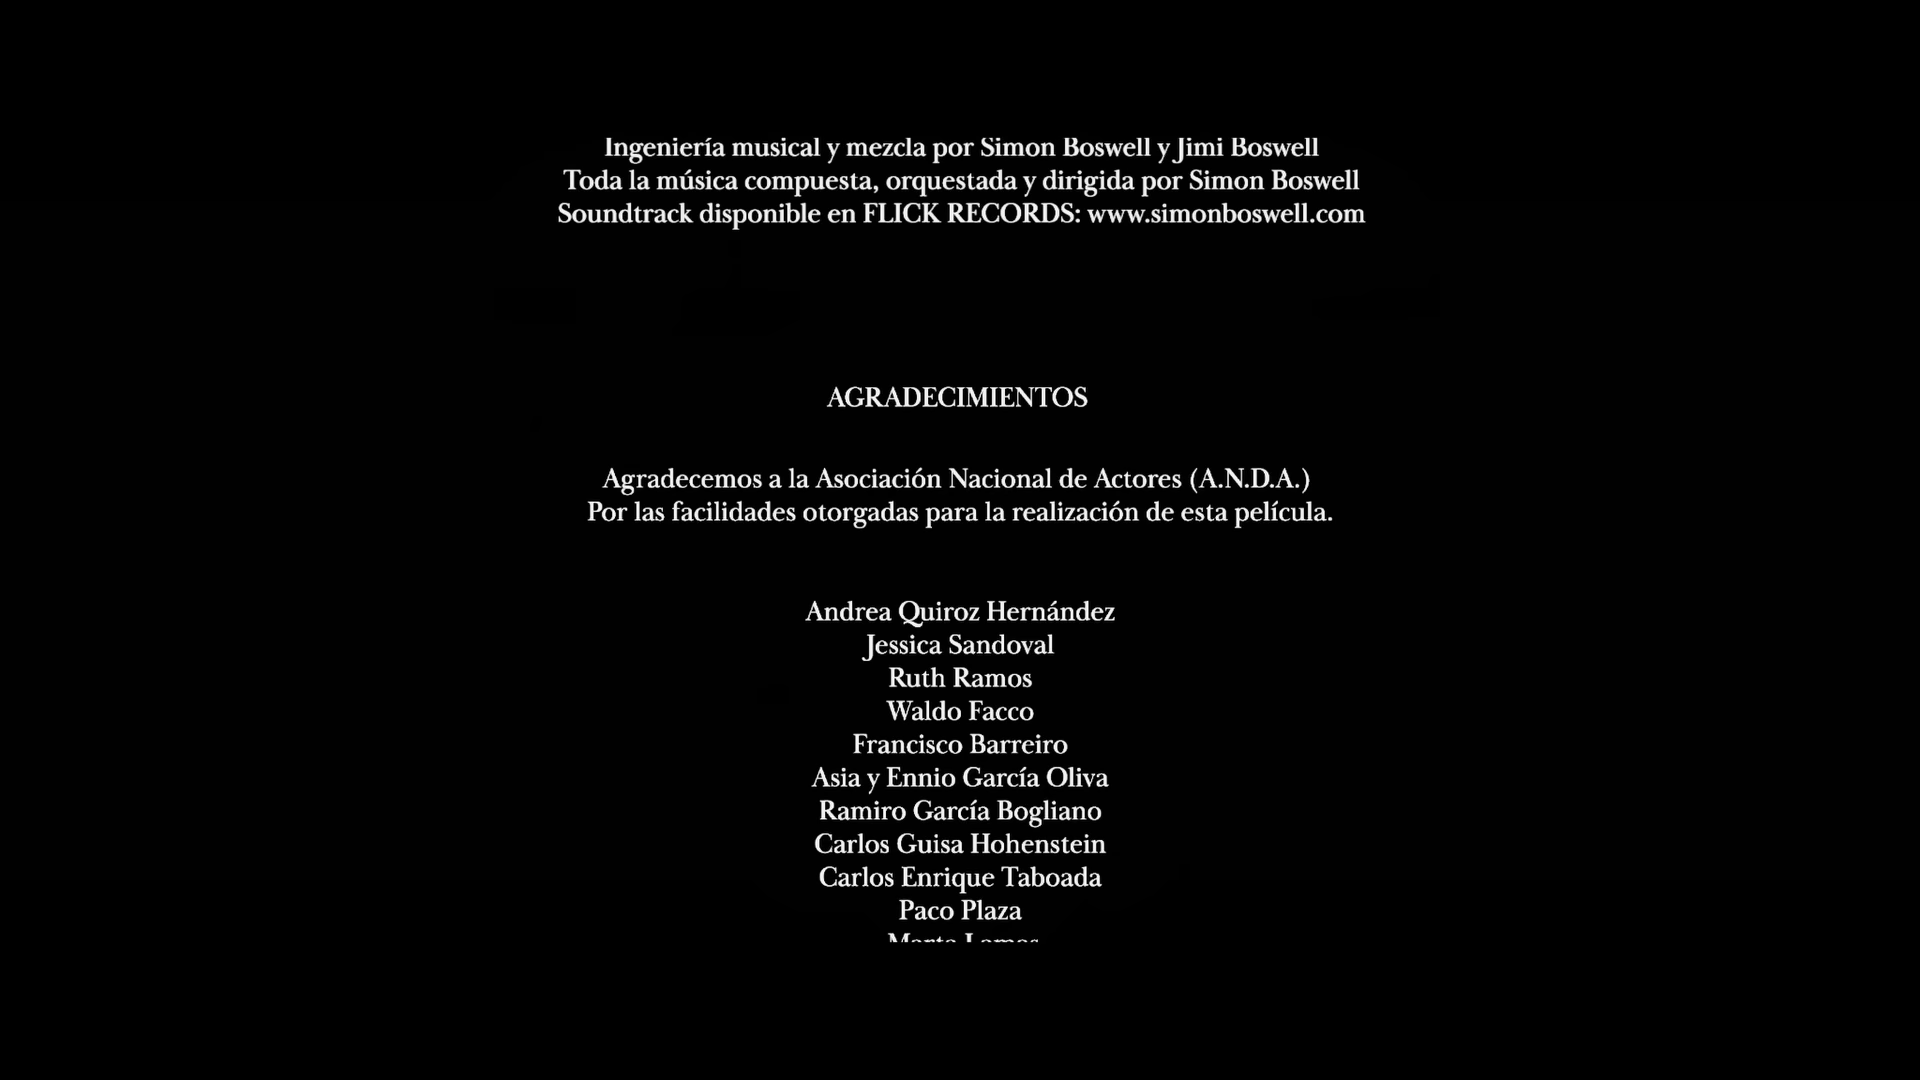 Ingeniería musical y mezcla por Simon Boswell y Jimi Boswell
Toda la música compuesta, orquestada y dirigida por Simon Boswell
Soundtrack disponible en FLICK RECORDS: www.simonboswell.com
AGRADECIMIENTOS
Agradecemos a la Asociación Nacional de Actores (A.N.D.A.)
Por las facilidades otorgadas para la realización de esta película.
Andrea Quiroz Hernández
Jessica Sandoval
Ruth Ramos
Waldo Facco
Francisco Barreiro
Asia y Ennio García Oliva
Ramiro García Bogliano
Carlos Guisa Hohenstein
Carlos Enrique Taboada
Paco Plaza